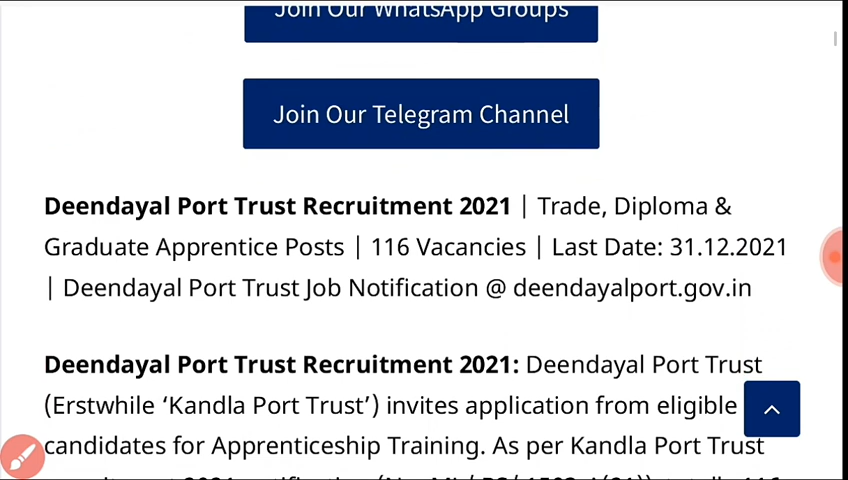 Join Our WhatsApp Groups
Join Our Telegram Channel
Deendayal Port Trust Recruitment 2021 | Trade, Diploma &
Graduate Apprentice Posts | 116 Vacancies | Last Date: 31.12.2021
| Deendayal Port Trust Job Notification @ deendayalport.gov.in
Deendayal Port Trust Recruitment 2021: Deendayal Port Trust
(Erstwhile ‘Kandla Port Trust’) invites application from eligible
candidates for Apprenticeship Training. As per Kandla Port Trust